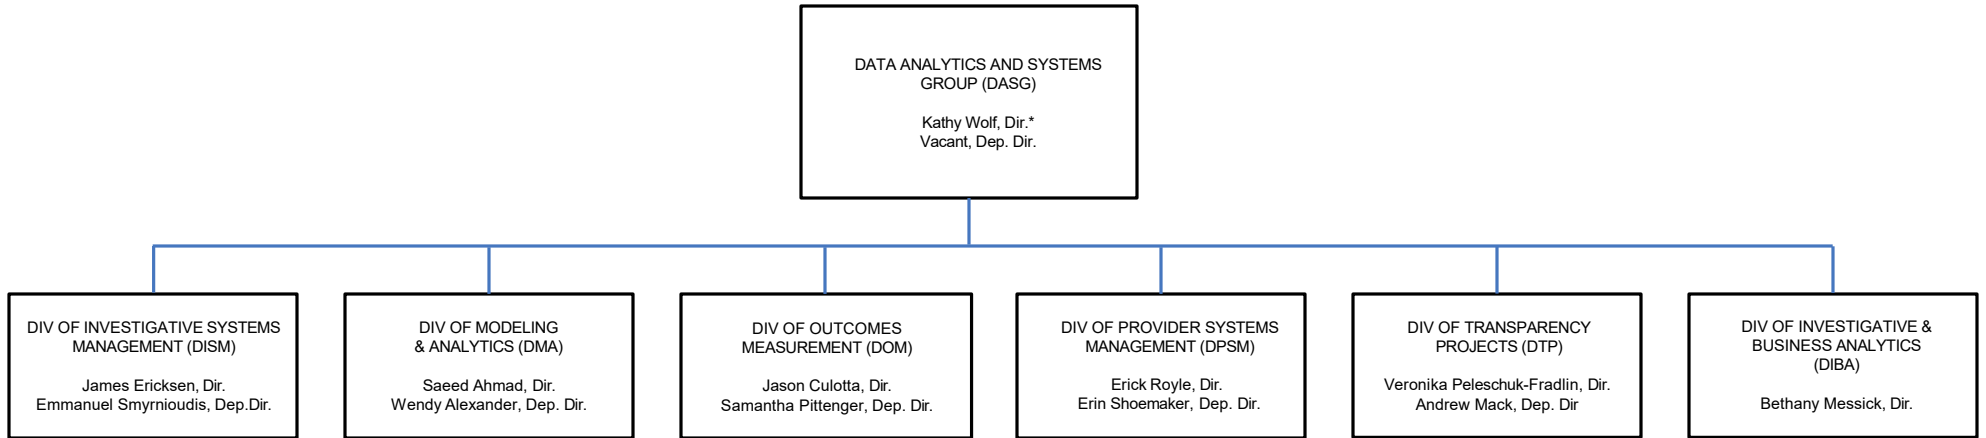 DATA ANALYTICS AND SYSTEMS
GROUP (DASG)
Kathy Wolf, Dir.*
Vacant, Dep. Dir.
DIV OF INVESTIGATIVE SYSTEMS
MANAGEMENT (DISM)
James Ericksen, Dir.
Emmanuel Smyrnioudis, Dep.Dir.
DIV OF MODELING
& ANALYTICS (DMA)
Saeed Ahmad, Dir.
Wendy Alexander, Dep. Dir.
DIV OF OUTCOMES
MEASUREMENT (DOM)
Jason Culotta, Dir.
Samantha Pittenger, Dep. Dir.
DIV OF PROVIDER SYSTEMS
MANAGEMENT (DPSM)
Erick Royle, Dir.
Erin Shoemaker, Dep. Dir.
DIV OF TRANSPARENCY
PROJECTS (DTP)
Veronika Peleschuk-Fradlin, Dir.
Andrew Mack, Dep. Dir
DIV OF INVESTIGATIVE &
BUSINESS ANALYTICS
(DIBA)
Bethany Messick, Dir.